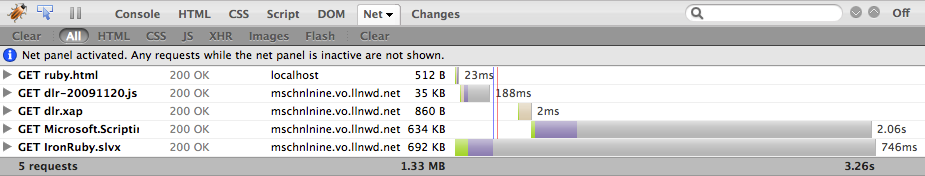 Console HTML CSS Script DOM Net Changes Off
Clear All HTML CSS JS XHR Images Flash Clear
Net panel activated. Any requests while the net panel is inactive are not shown.
GET ruby.html 200 OK localhost 512 B 23ms
GET dlr-20091120.js 200 OK mschnlnine.vo.llnwd.net 35 KB 188ms
GET dlr.xap 200 OK mschnlnine.vo.llnwd.net 860 B 2ms
GET Microsoft.Scriptin 200 OK mschnlnine.vo.llnwd.net 634 KB 2.06s
GET IronRuby.slvx 200 OK mschnlnine.vo.llnwd.net 692 KB 746ms
5 requests 1.33 MB 3.26s